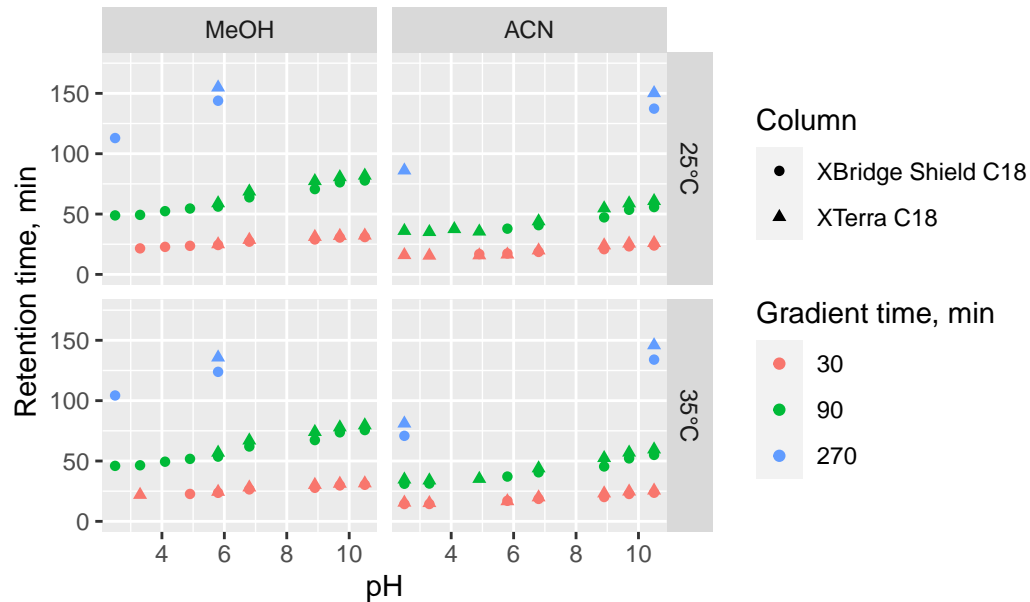 MeOH
ACN
150
100
50
0
25°C
150
100
50
0
35°C
4 6 8 10
4 6 8 10
Retention time, min
pH
Column
XBridge Shield C18
XTerra C18
Gradient time, min
30
90
270